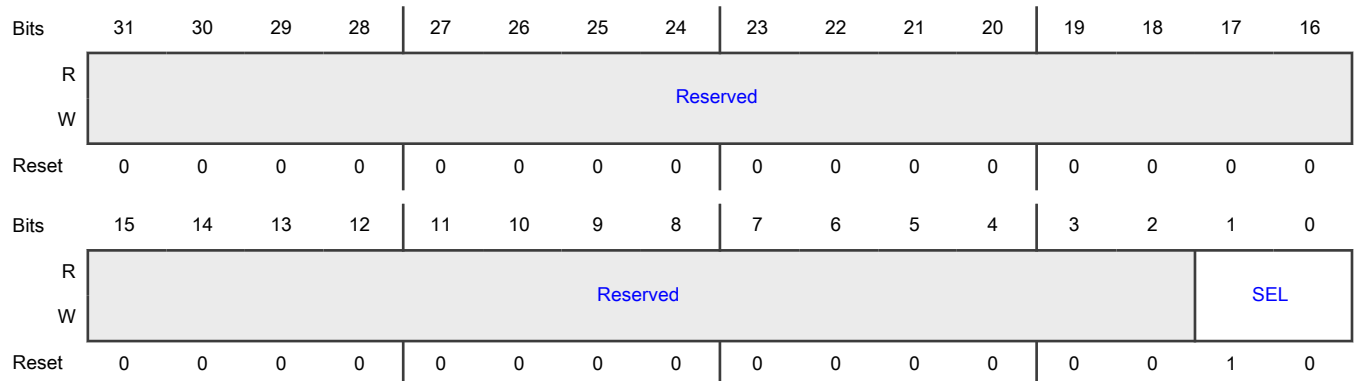 Bits 31 30 29 28 27 26 25 24 23 22 21 20 19 18 17 16
R
Reserved
W
Reset 0 0 0 0 0 0 0 0 0 0 0 0 0 0 0 0
Bits 15 14 13 12 11 10 9 8 7 6 5 4 3 2 1 0
R
Reserved SEL
W
Reset 0 0 0 0 0 0 0 0 0 0 0 0 0 0 1 0